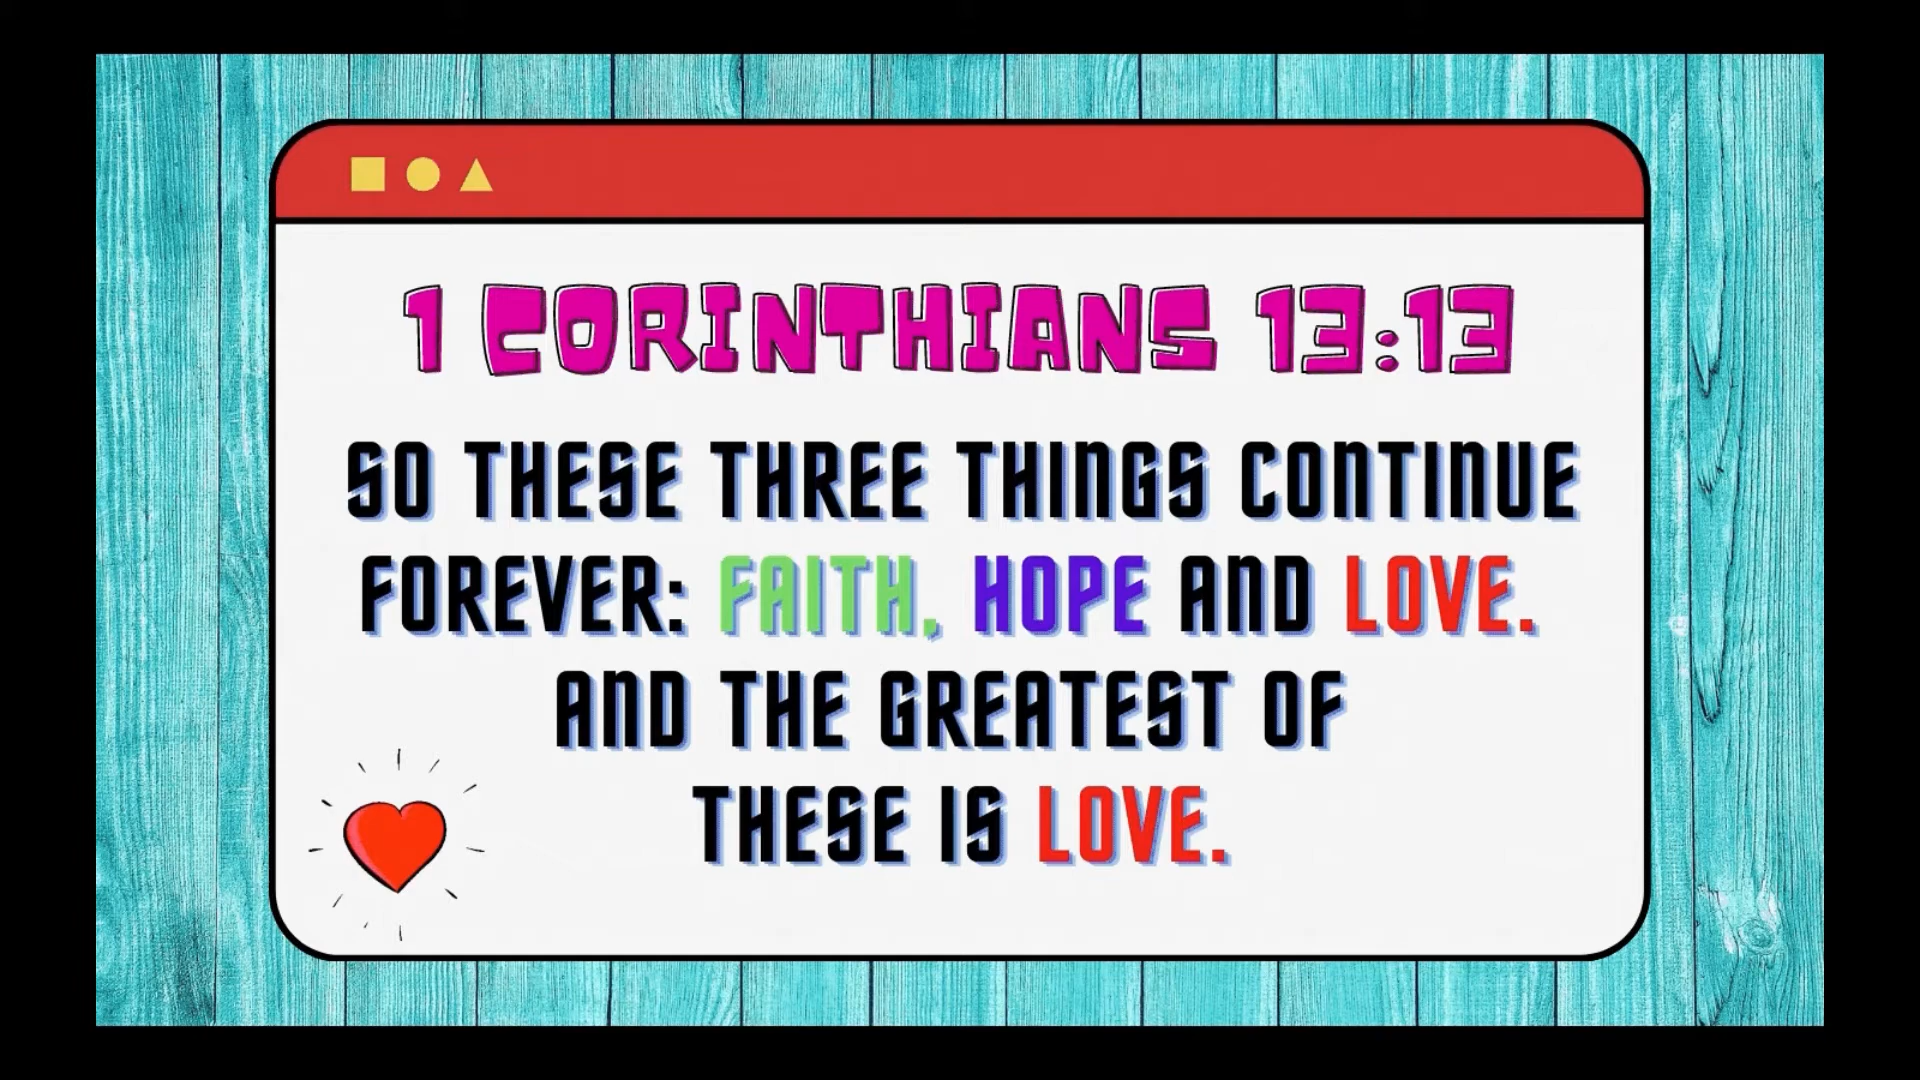 1 CORINTHIANS 13:13
SO THESE THREE THINGS CONTINUE
FOREVER: FAITH, HOPE AND LOVE.
AND THE GREATEST OF
THESE IS LOVE.